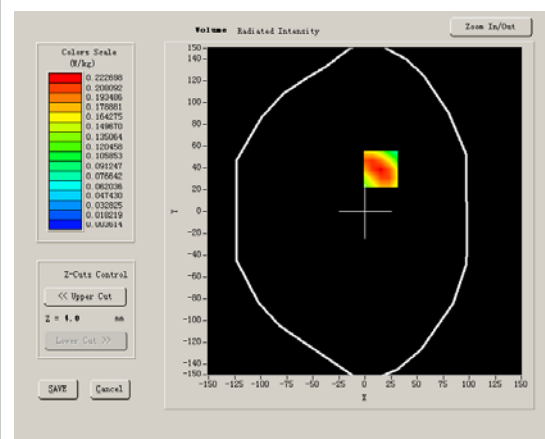 Volume Radiated Intensity
Zoom In/Out
Colors Scale
(W/kg)
0.222698
0.208092
0.193486
0.178881
0.164275
0.149670
0.135064
0.120458
0.105853
0.091247
0.076642
0.062036
0.047430
0.032825
0.018219
0.003614
Z-Cuts Control
<< Upper Cut
Z = 4.0 mm
Lower Cut >>
SAVE
Cancel
150
140
120
100
80
60
40
20
0
-20
-40
-60
-80
-100
-120
-140
-150
Y
-150 -125 -100 -75 -50 -25 0 25 50 75 100 125 150
X